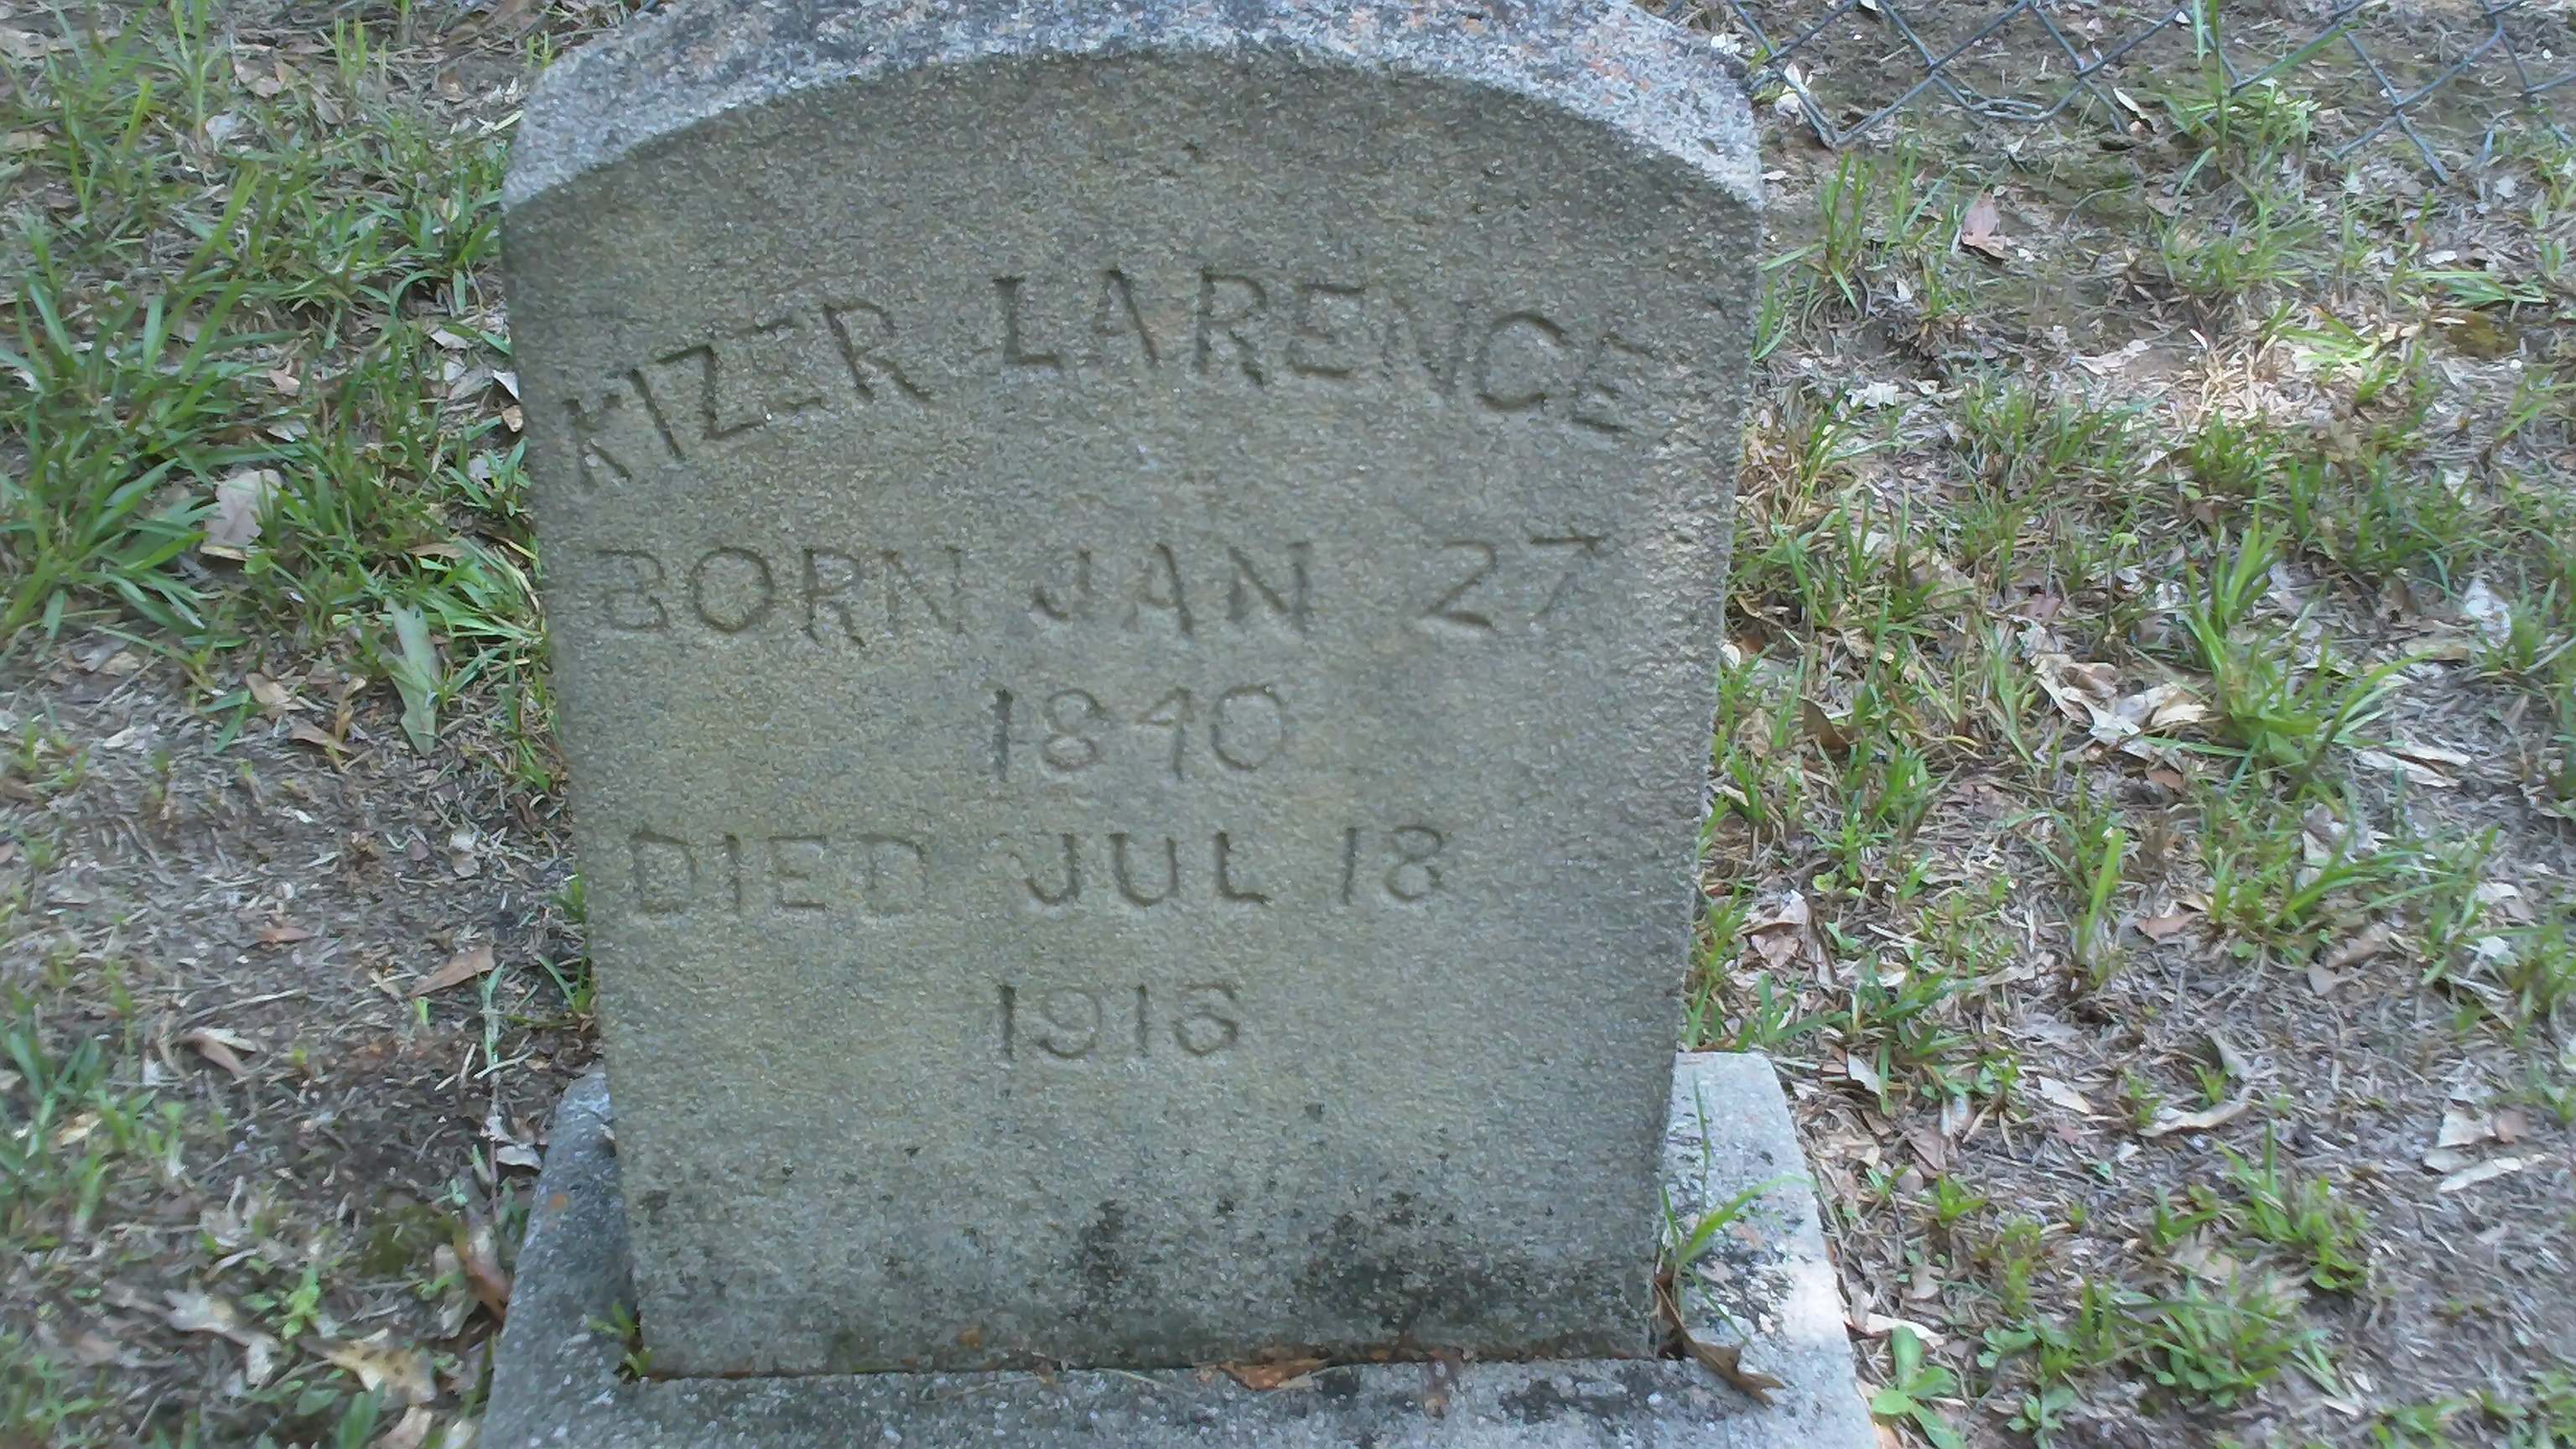 KIZER LARENCE
BORN JAN 27
1840
DIED JUL 18
1916